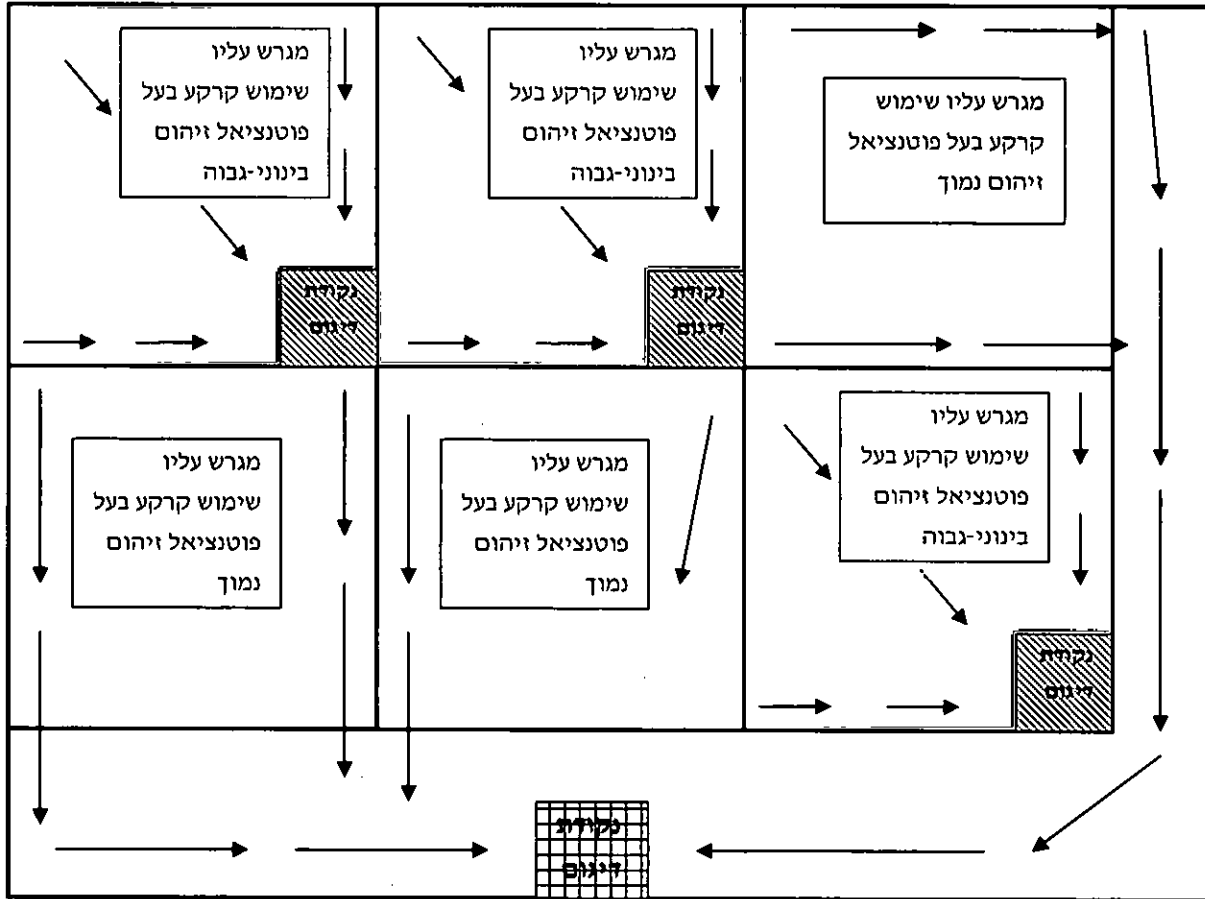 מגרש עליו
שימוש קרקע בעל
פוטנציאל זיהום
בינוני-גבוה
נקודת
דיגום
מגרש עליו
שימוש קרקע בעל
פוטנציאל זיהום
בינוני-גבוה
נקודת
דיגום
מגרש עליו שימוש
קרקע בעל פוטנציאל
זיהום נמוך
מגרש עליו
שימוש קרקע בעל
פוטנציאל זיהום
נמוך
מגרש עליו
שימוש קרקע בעל
פוטנציאל זיהום
נמוך
מגרש עליו
שימוש קרקע בעל
פוטנציאל זיהום
בינוני-גבוה
נקודת
דיגום
נקודת
דיגום